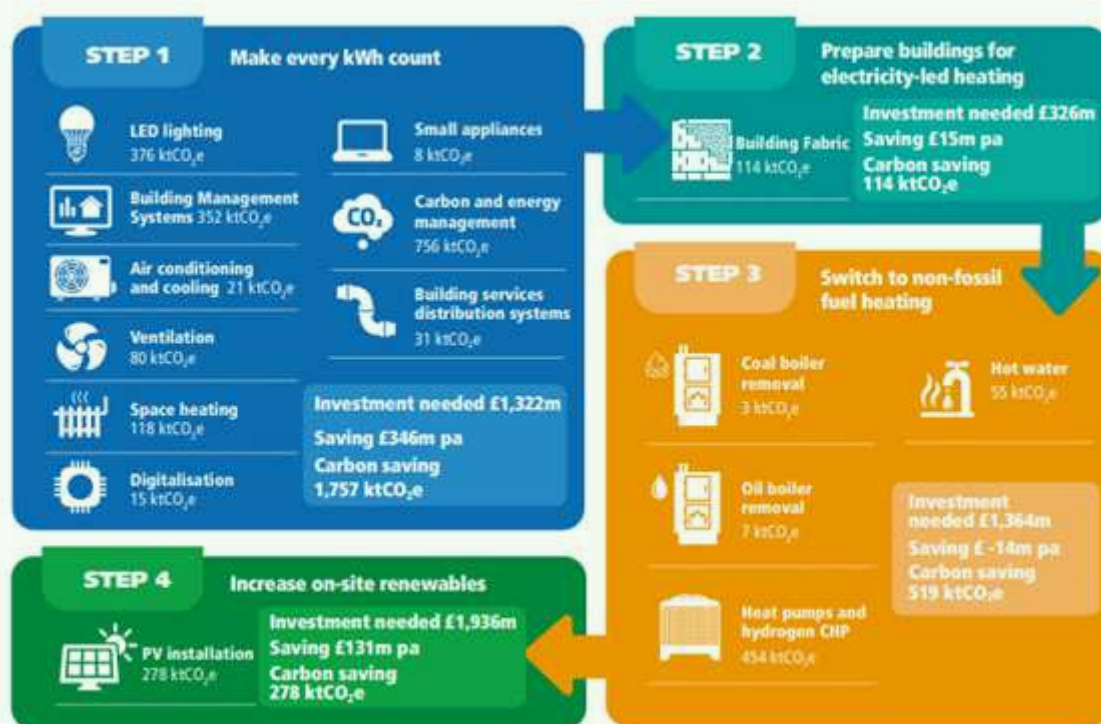 STEP 1
Make every kWh count
LED lighting
376 ktCO₂e
Building Management
Systems 352 ktCO₂e
Air conditioning
and cooling 21 ktCO₂e
Ventilation
80 ktCO₂e
Space heating
118 ktCO₂e
Digitalisation
15 ktCO₂e
Small appliances
8 ktCO₂e
CO₂
Carbon and energy
management
756 ktCO₂e
Building services
distribution systems
31 ktCO₂e
Investment needed £1,322m
Saving £346m pa
Carbon saving
1,757 ktCO₂e
STEP 2
Prepare buildings for
electricity-led heating
Building Fabric
114 ktCO₂e
Investment needed £326m
Saving £15m pa
Carbon saving
114 ktCO₂e
STEP 3
Switch to non-fossil
fuel heating
Coal boiler
removal
3 ktCO₂e
Oil boiler
removal
7 ktCO₂e
Heat pumps and
hydrogen CHP
454 ktCO₂e
Hot water
55 ktCO₂e
Investment
needed £1,364m
Saving £ -14m pa
Carbon saving
519 ktCO₂e
STEP 4
Increase on-site renewables
PV installation
278 ktCO₂e
Investment needed £1,936m
Saving £131m pa
Carbon saving
278 ktCO₂e